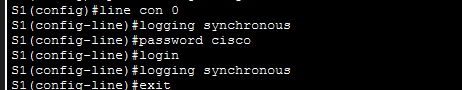 S1(config)#line con 0
S1(config-line)#logging synchronous
S1(config-line)#password cisco
S1(config-line)#login
S1(config-line)#logging synchronous
S1(config-line)#exit